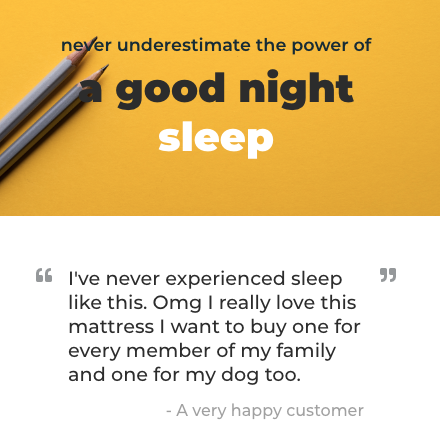 never underestimate the power of
a good night
sleep
“ I've never experienced sleep ”
like this. Omg I really love this
mattress I want to buy one for
every member of my family
and one for my dog too.
- A very happy customer